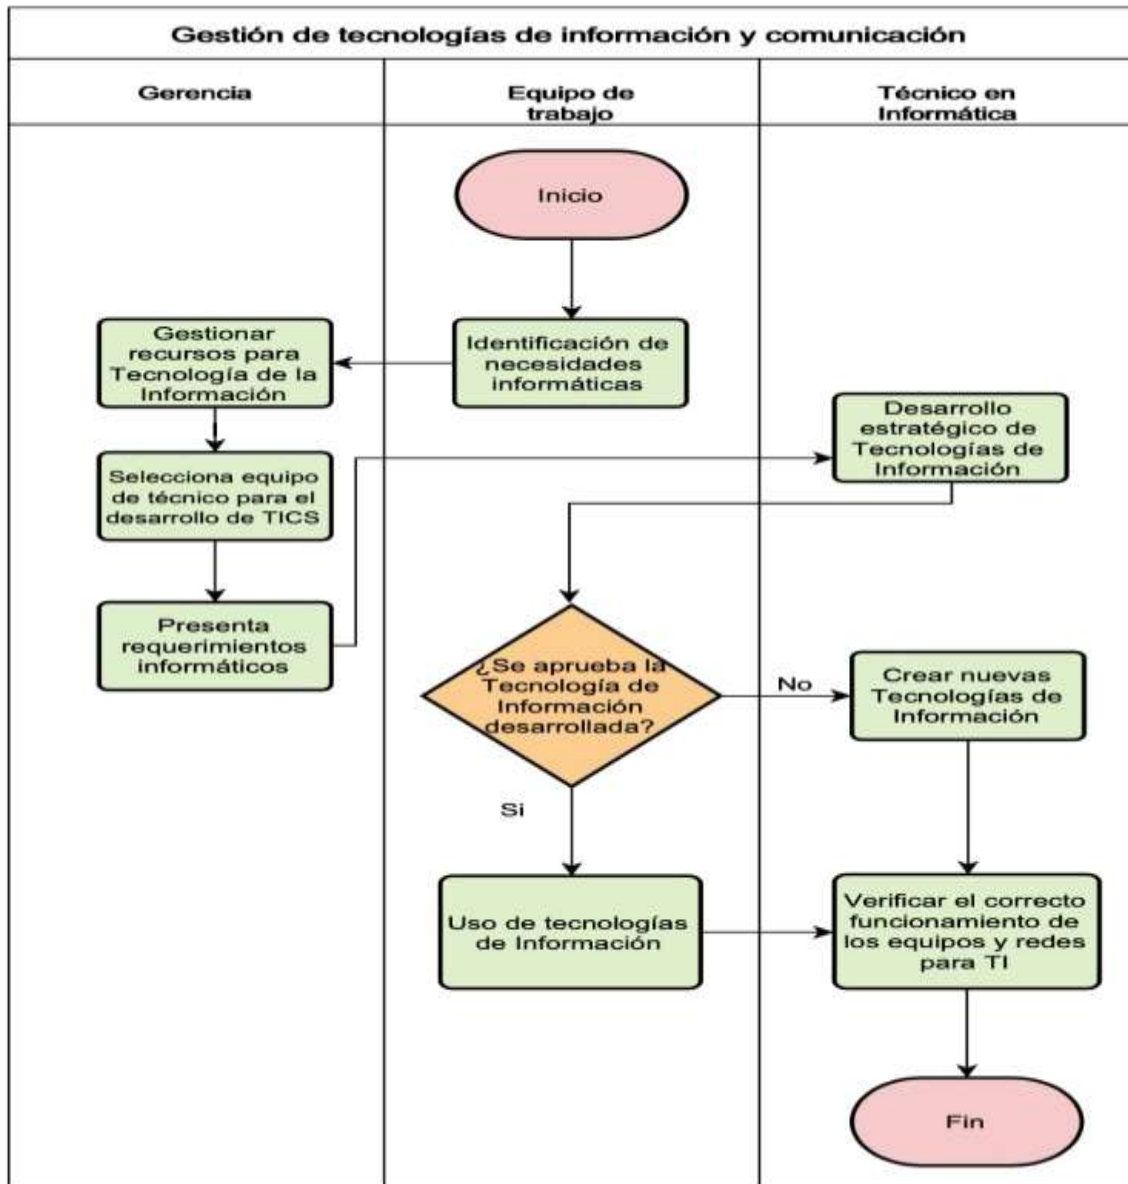 Gestión de tecnologías de información y comunicación
Gerencia
Equipo de
trabajo
Técnico en
Informática
Inicio
Gestionar
recursos para
Tecnología de la
Información
Identificación de
necesidades
informáticas
Desarrollo
estratégico de
Tecnologías de
Información
Selecciona equipo
de técnico para el
desarrollo de TICS
Presenta
requerimientos
informáticos
¿Se aprueba la
Tecnología de
Información
desarrollada?
No
Crear nuevas
Tecnologías de
Información
Si
Uso de tecnologías
de Información
Verificar el correcto
funcionamiento de
los equipos y redes
para TI
Fin